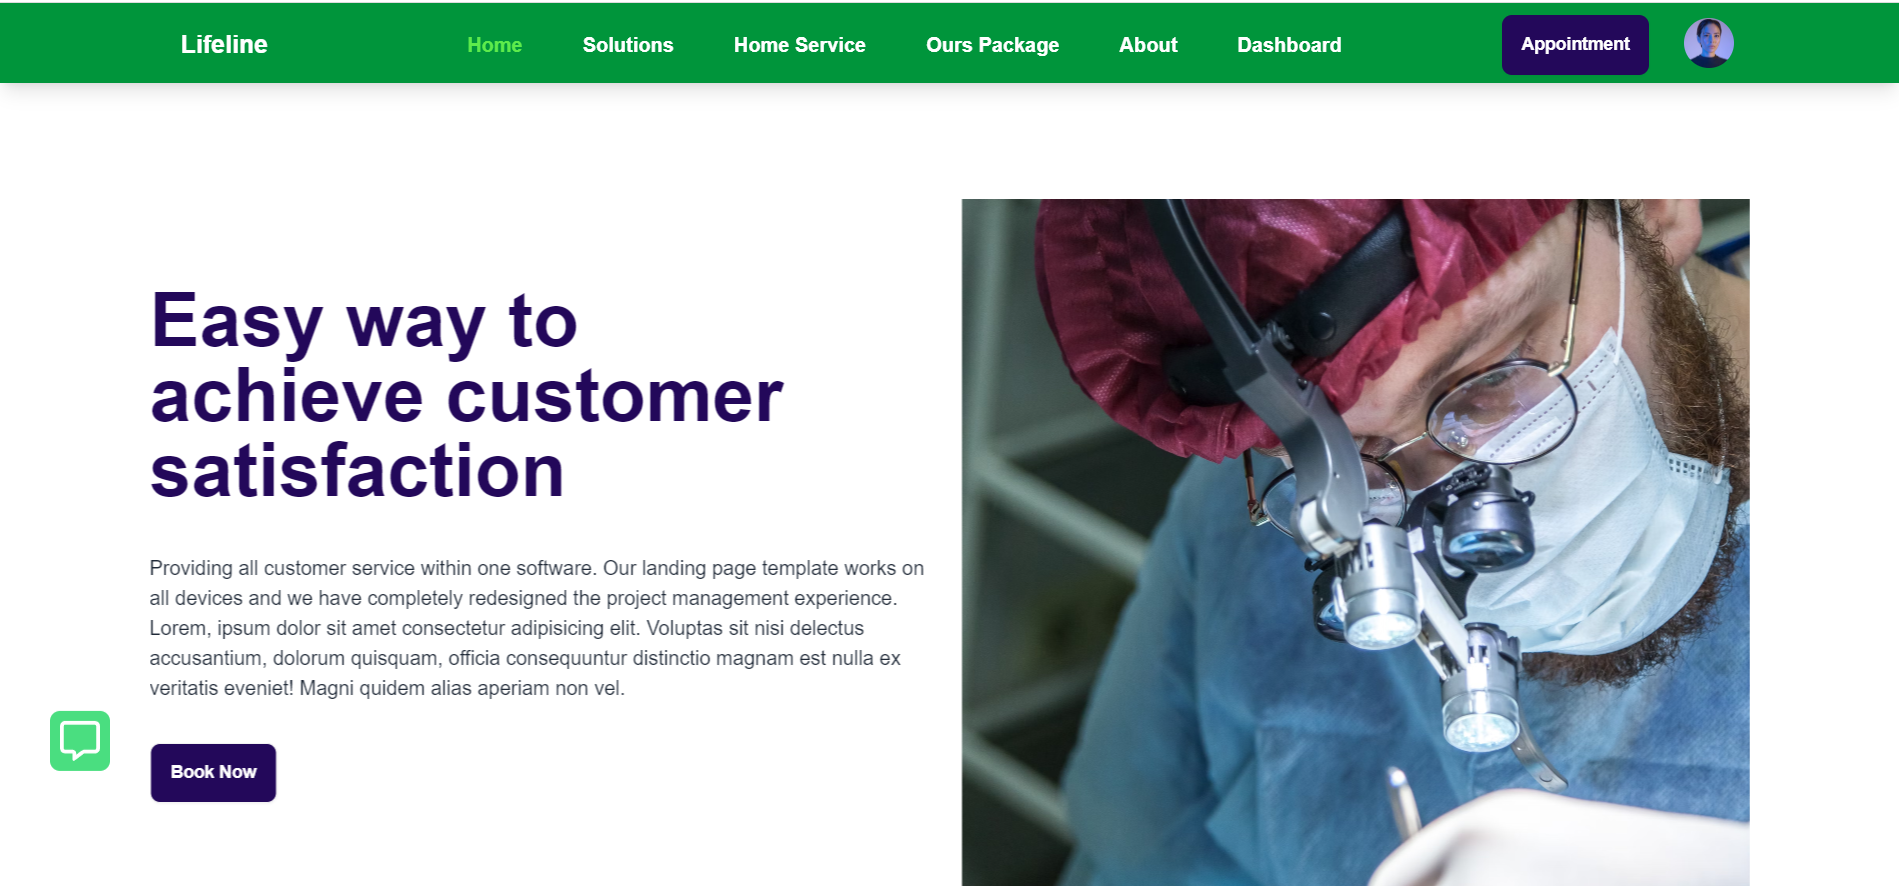 Lifeline
Home
Solutions
Home Service
Ours Package
About
Dashboard
Appointment
Easy way to
achieve customer
satisfaction
Providing all customer service within one software. Our landing page template works on
all devices and we have completely redesigned the project management experience.
Lorem, ipsum dolor sit amet consectetur adipisicing elit. Voluptas sit nisi delectus
accusantium, dolorum quisquam, officia consequuntur distinctio magnam est nulla ex
veritatis eveniet! Magni quidem alias aperiam non vel.
Book Now